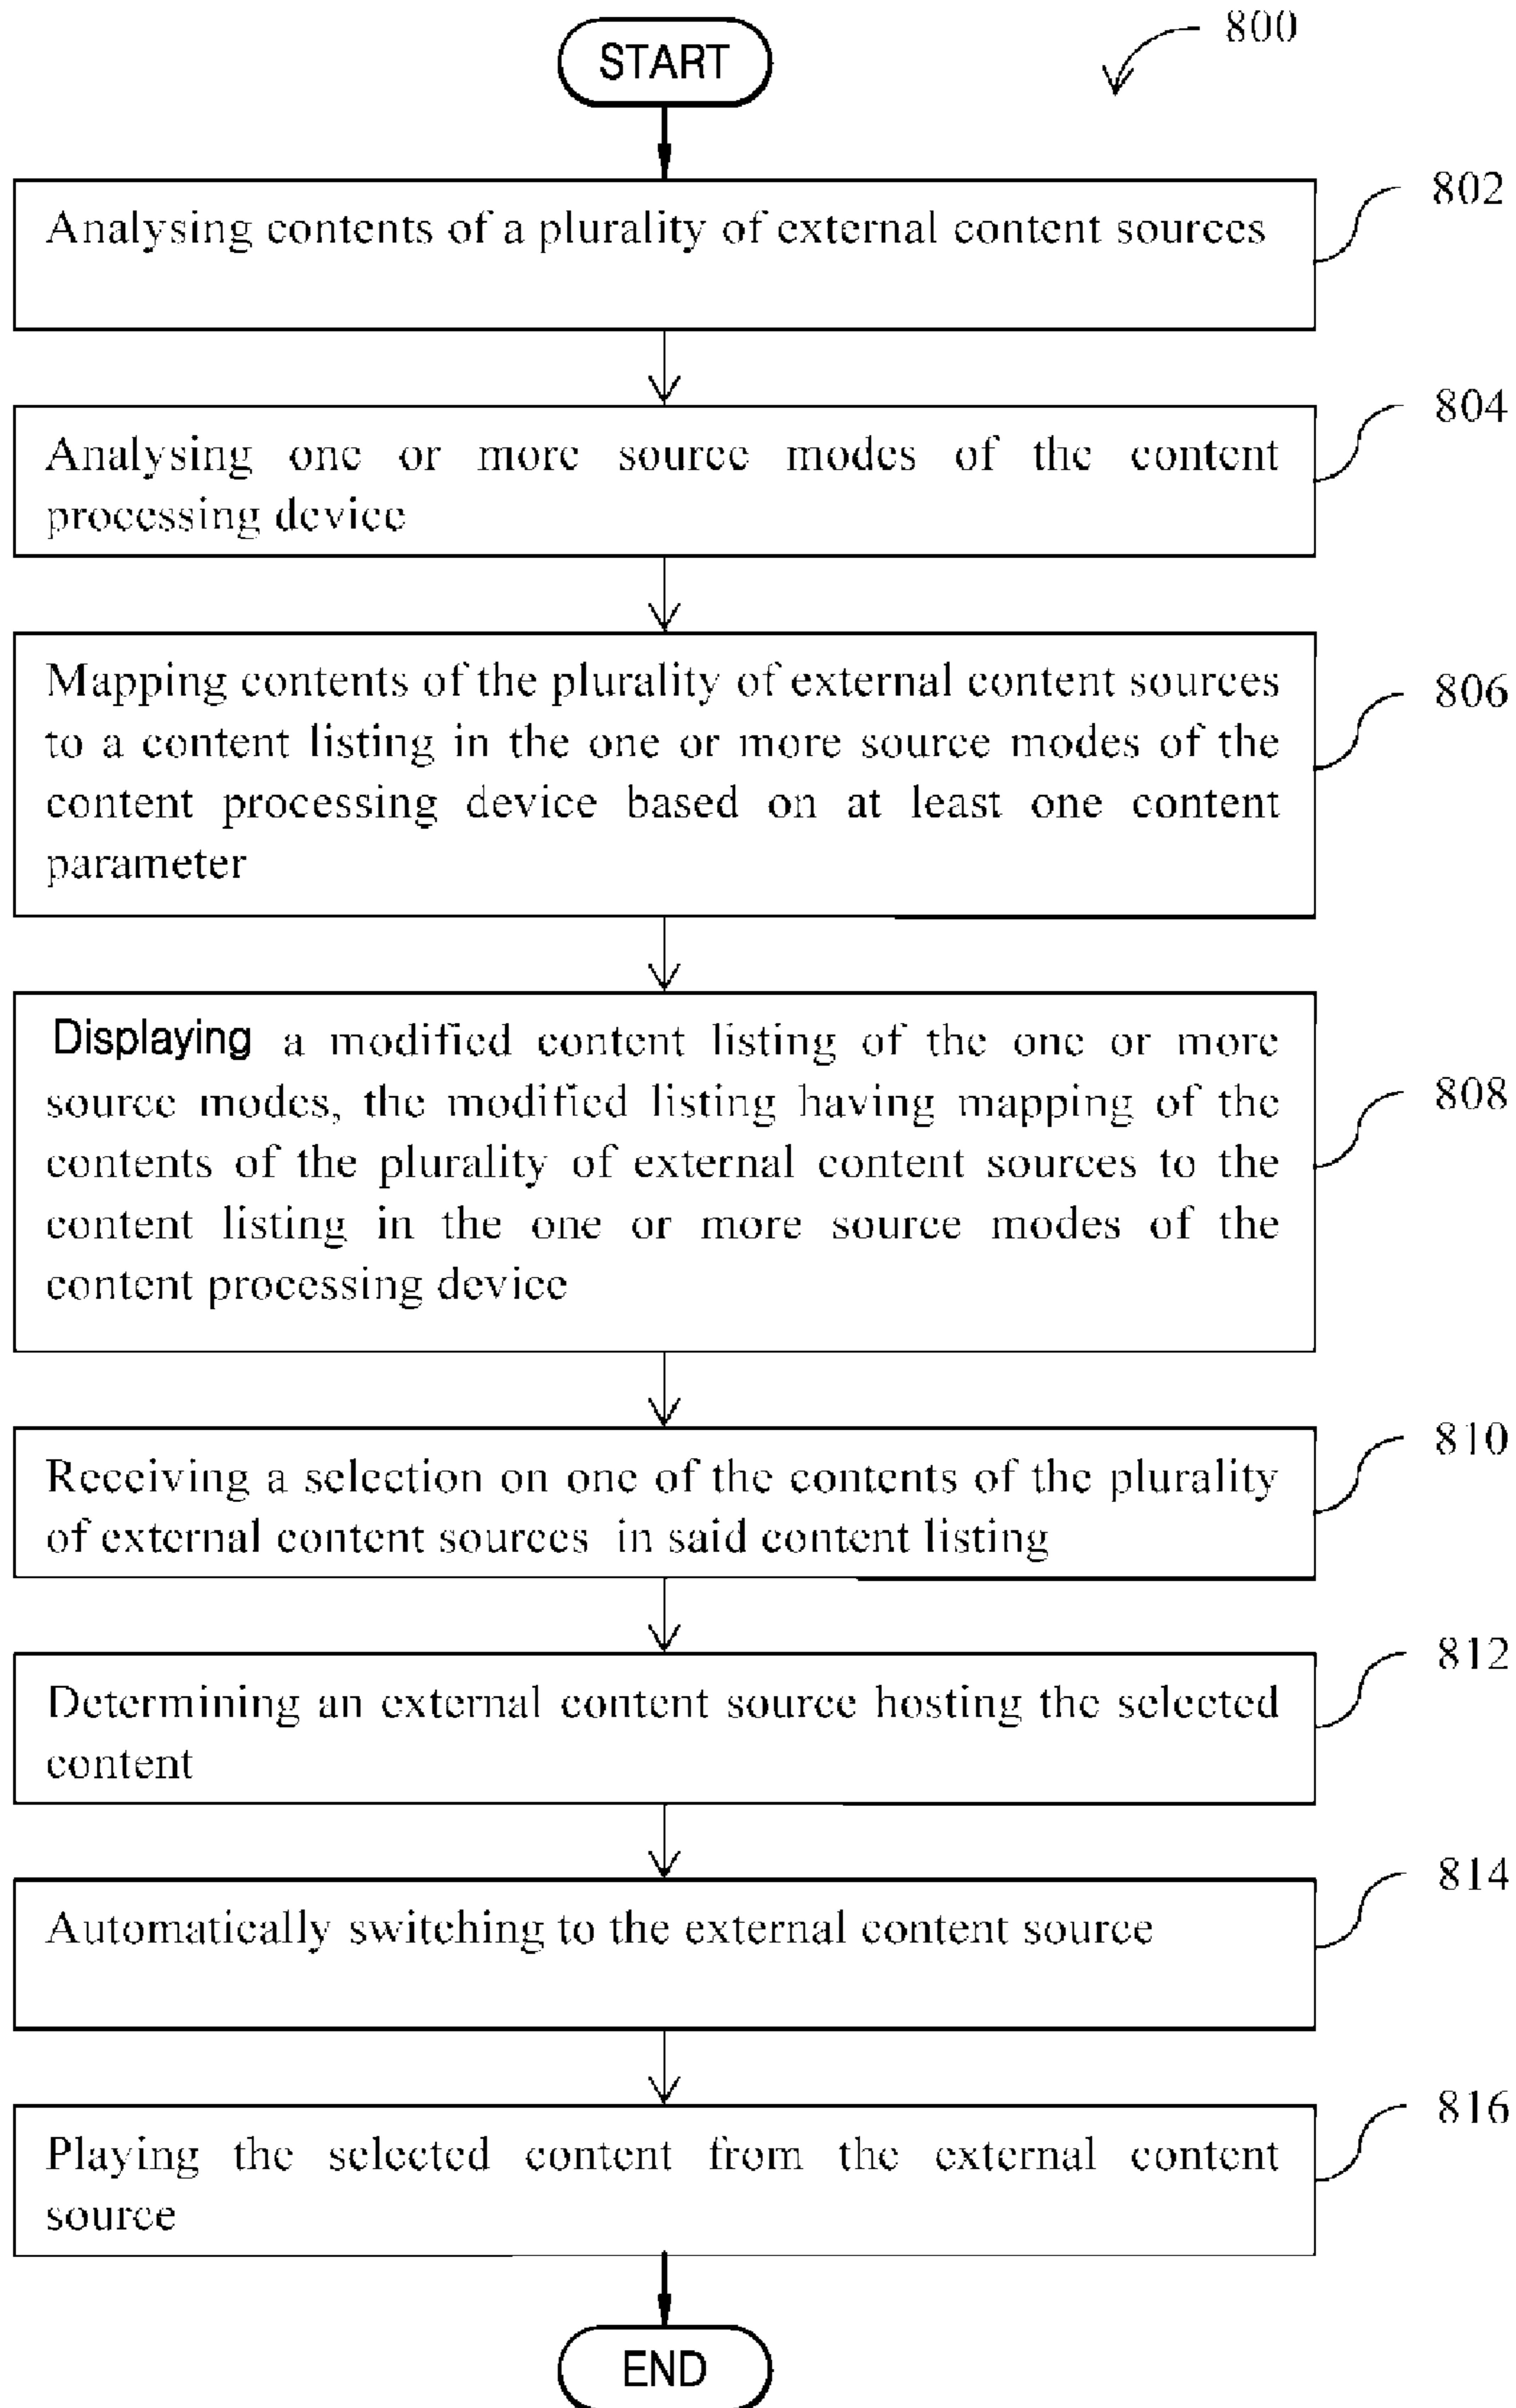 START
800
Analysing contents of a plurality of external content sources
802
Analysing one or more source modes of the content
processing device
804
Mapping contents of the plurality of external content sources
to a content listing in the one or more source modes of the
content processing device based on at least one content
parameter
806
Displaying a modified content listing of the one or more
source modes, the modified listing having mapping of the
contents of the plurality of external content sources to the
content listing in the one or more source modes of the
content processing device
808
Receiving a selection on one of the contents of the plurality
of external content sources in said content listing
810
Determining an external content source hosting the selected
content
812
Automatically switching to the external content source
814
Playing the selected content from the external content
source
816
END